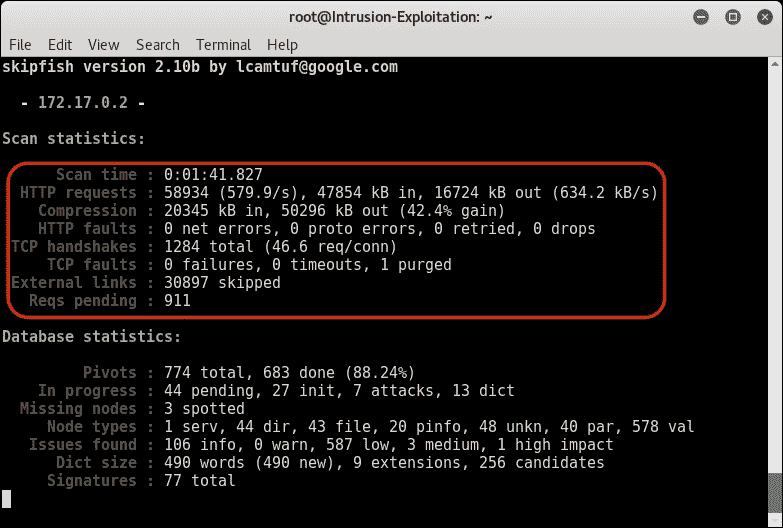 root@Intrusion-Exploitation: ~
File Edit View Search Terminal Help
skipfish version 2.10b by lcamtuf@google.com
- 172.17.0.2 -
Scan statistics:
Scan time : 0:01:41.827
HTTP requests : 58934 (579.9/s), 47854 kB in, 16724 kB out (634.2 kB/s)
Compression : 20345 kB in, 50296 kB out (42.4% gain)
HTTP faults : 0 net errors, 0 proto errors, 0 retried, 0 drops
TCP handshakes : 1284 total (46.6 req/conn)
TCP faults : 0 failures, 0 timeouts, 1 purged
External links : 30897 skipped
Reqs pending : 911
Database statistics:
Pivots : 774 total, 683 done (88.24%)
In progress : 44 pending, 27 init, 7 attacks, 13 dict
Missing nodes : 3 spotted
Node types : 1 serv, 44 dir, 43 file, 20 pinfo, 48 unkn, 40 par, 578 val
Issues found : 106 info, 0 warn, 587 low, 3 medium, 1 high impact
Dict size : 490 words (490 new), 9 extensions, 256 candidates
Signatures : 77 total